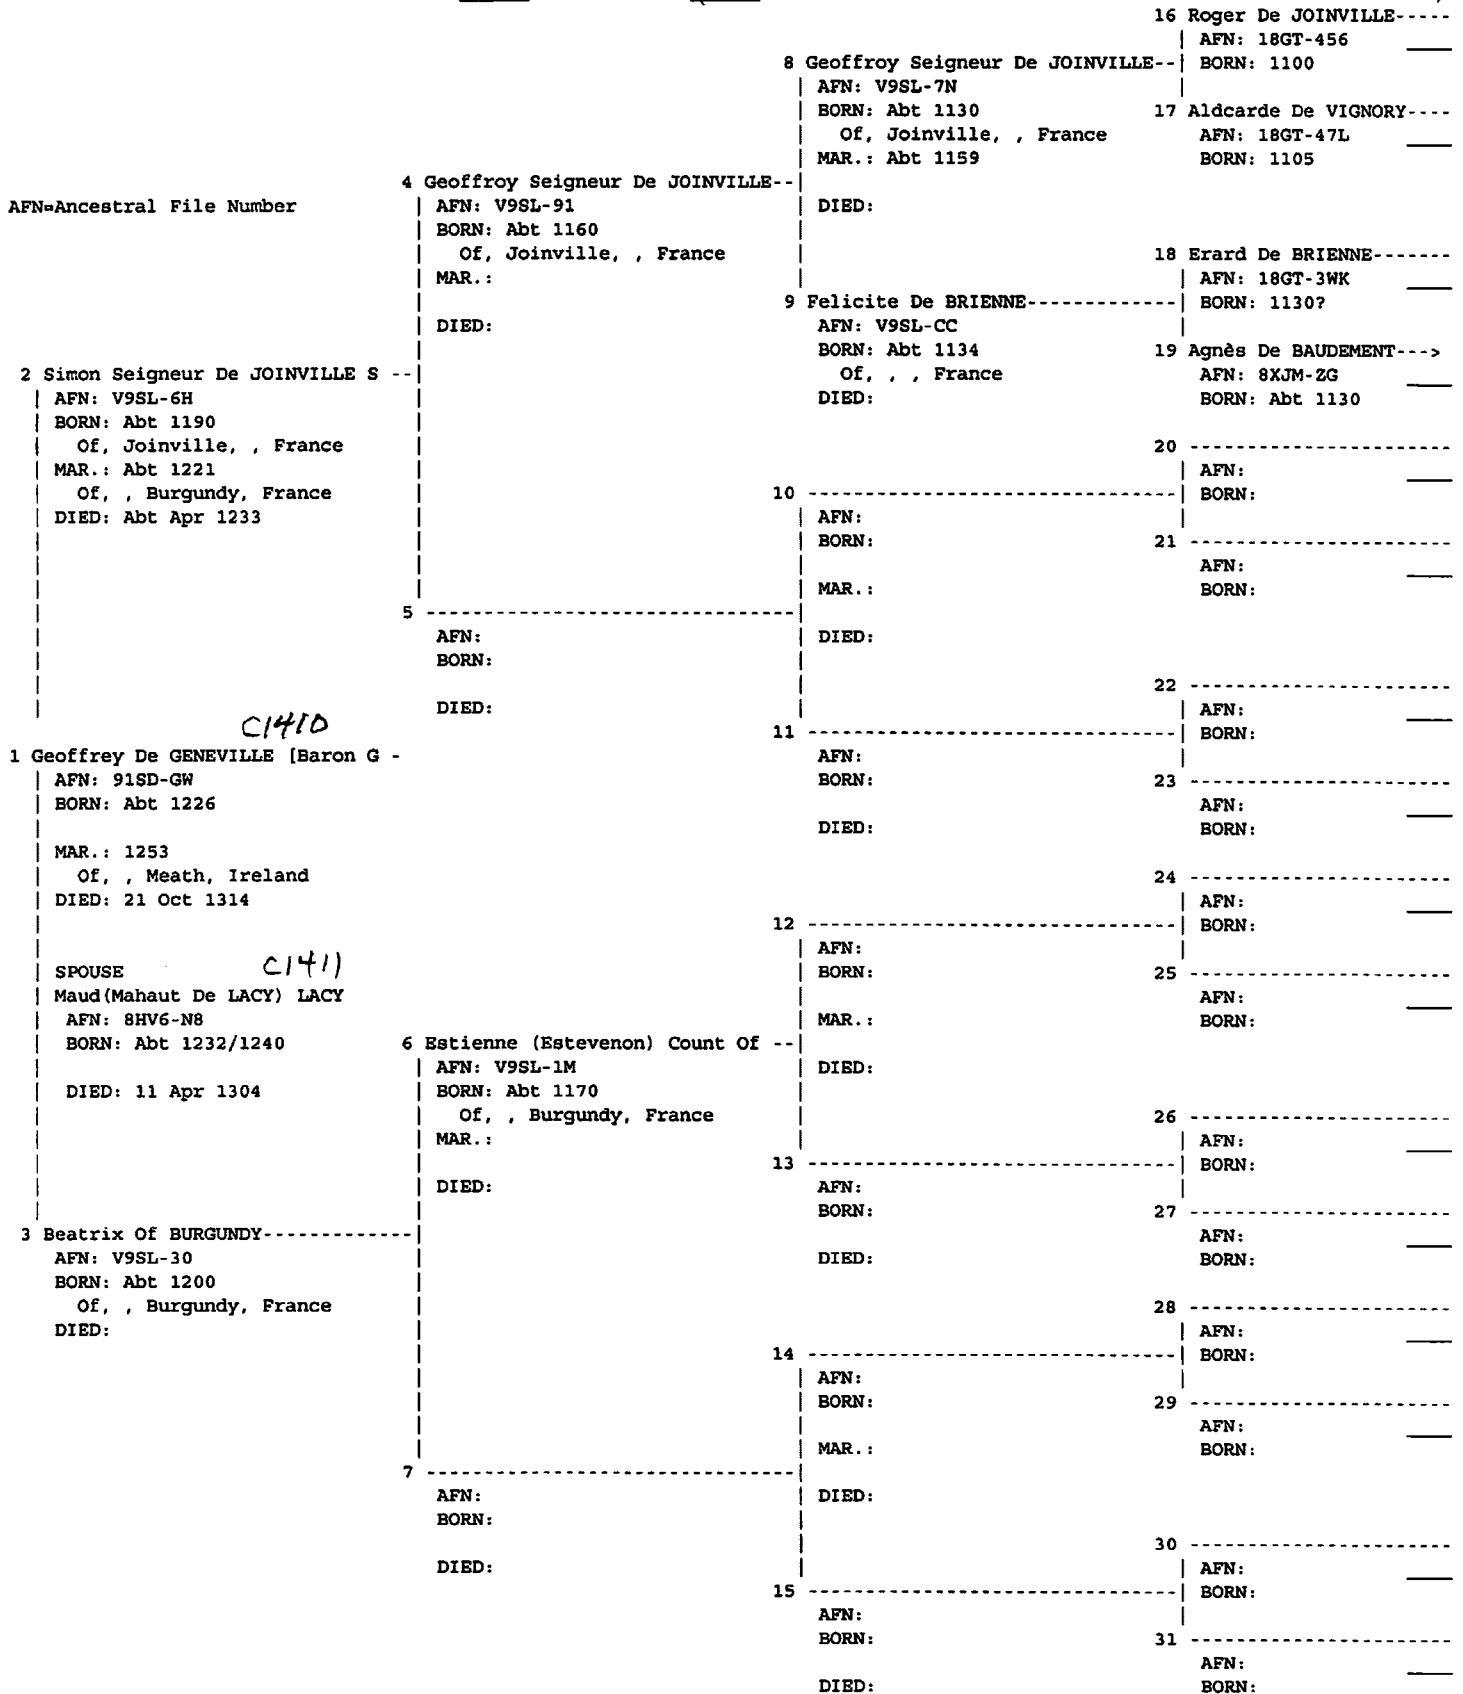 16 Roger De JOINVILLE-----
AFN: 18GT-456
BORN: 1100
8 Geoffroy Seigneur De JOINVILLE--
AFN: V9SL-7N
BORN: Abt 1130
Of, Joinville, , France
MAR.: Abt 1159
DIED:
17 Aldcarde De VIGNORY----
AFN: 18GT-47L
BORN: 1105
4 Geoffroy Seigneur De JOINVILLE--
AFN: V9SL-91
BORN: Abt 1160
Of, Joinville, , France
MAR.:
DIED:
AFN=Ancestral File Number
18 Erard De BRIENNE-------
AFN: 18GT-3WK
BORN: 1130?
9 Felicite De BRIENNE-------------
AFN: V9SL-CC
BORN: Abt 1134
Of, , , France
DIED:
19 Agnès De BAUDEMENT--->
AFN: 8XJM-ZG
BORN: Abt 1130
2 Simon Seigneur De JOINVILLE S --
AFN: V9SL-6H
BORN: Abt 1190
Of, Joinville, , France
MAR.: Abt 1221
Of, , Burgundy, France
DIED: Abt Apr 1233
20 ------------------------
AFN:
BORN:
10 -------------------------------
AFN:
BORN:
MAR.:
DIED:
21 ------------------------
AFN:
BORN:
5 -------------------------------
AFN:
BORN:
DIED:
22 ------------------------
AFN:
BORN:
11 -------------------------------
AFN:
BORN:
DIED:
23 ------------------------
AFN:
BORN:
C1410
1 Geoffrey De GENEVILLE [Baron G -
AFN: 91SD-GW
BORN: Abt 1226
MAR.: 1253
Of, , Meath, Ireland
DIED: 21 Oct 1314
SPOUSE C1411
Maud(Mahaut De LACY) LACY
AFN: 8HV6-N8
BORN: Abt 1232/1240
DIED: 11 Apr 1304
24 ------------------------
AFN:
BORN:
12 -------------------------------
AFN:
BORN:
MAR.:
DIED:
25 ------------------------
AFN:
BORN:
6 Estienne (Estevenon) Count Of --
AFN: V9SL-1M
BORN: Abt 1170
Of, , Burgundy, France
MAR.:
DIED:
26 ------------------------
AFN:
BORN:
13 -------------------------------
AFN:
BORN:
DIED:
27 ------------------------
AFN:
BORN:
3 Beatrix Of BURGUNDY-------------
AFN: V9SL-30
BORN: Abt 1200
Of, , Burgundy, France
DIED:
28 ------------------------
AFN:
BORN:
14 -------------------------------
AFN:
BORN:
MAR.:
DIED:
29 ------------------------
AFN:
BORN:
7 -------------------------------
AFN:
BORN:
DIED:
30 ------------------------
AFN:
BORN:
15 -------------------------------
AFN:
BORN:
DIED:
31 ------------------------
AFN:
BORN: